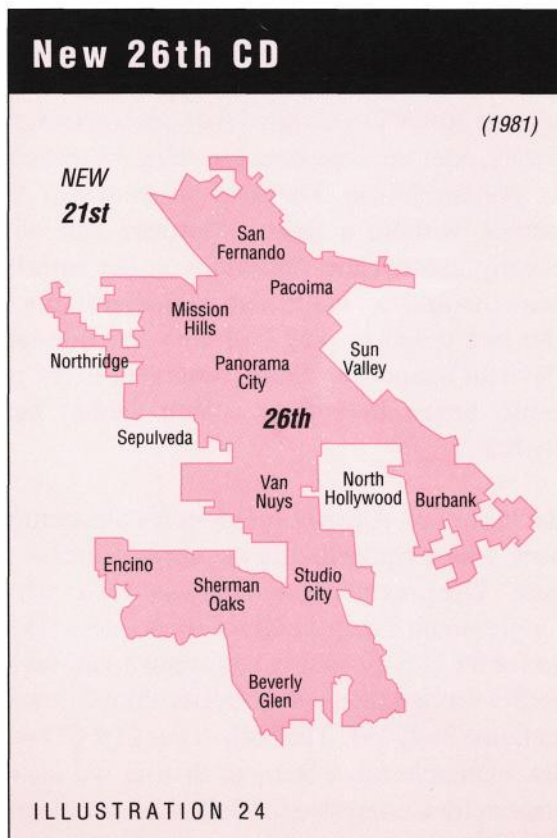 New 26th CD
(1981)
NEW
21st
San
Fernando
Pacoima
Mission
Hills
Northridge
Sun
Valley
Panorama
City
26th
Sepulveda
Van
Nuys
North
Hollywood
Burbank
Encino
Sherman
Oaks
Studio
City
Beverly
Glen
ILLUSTRATION 24